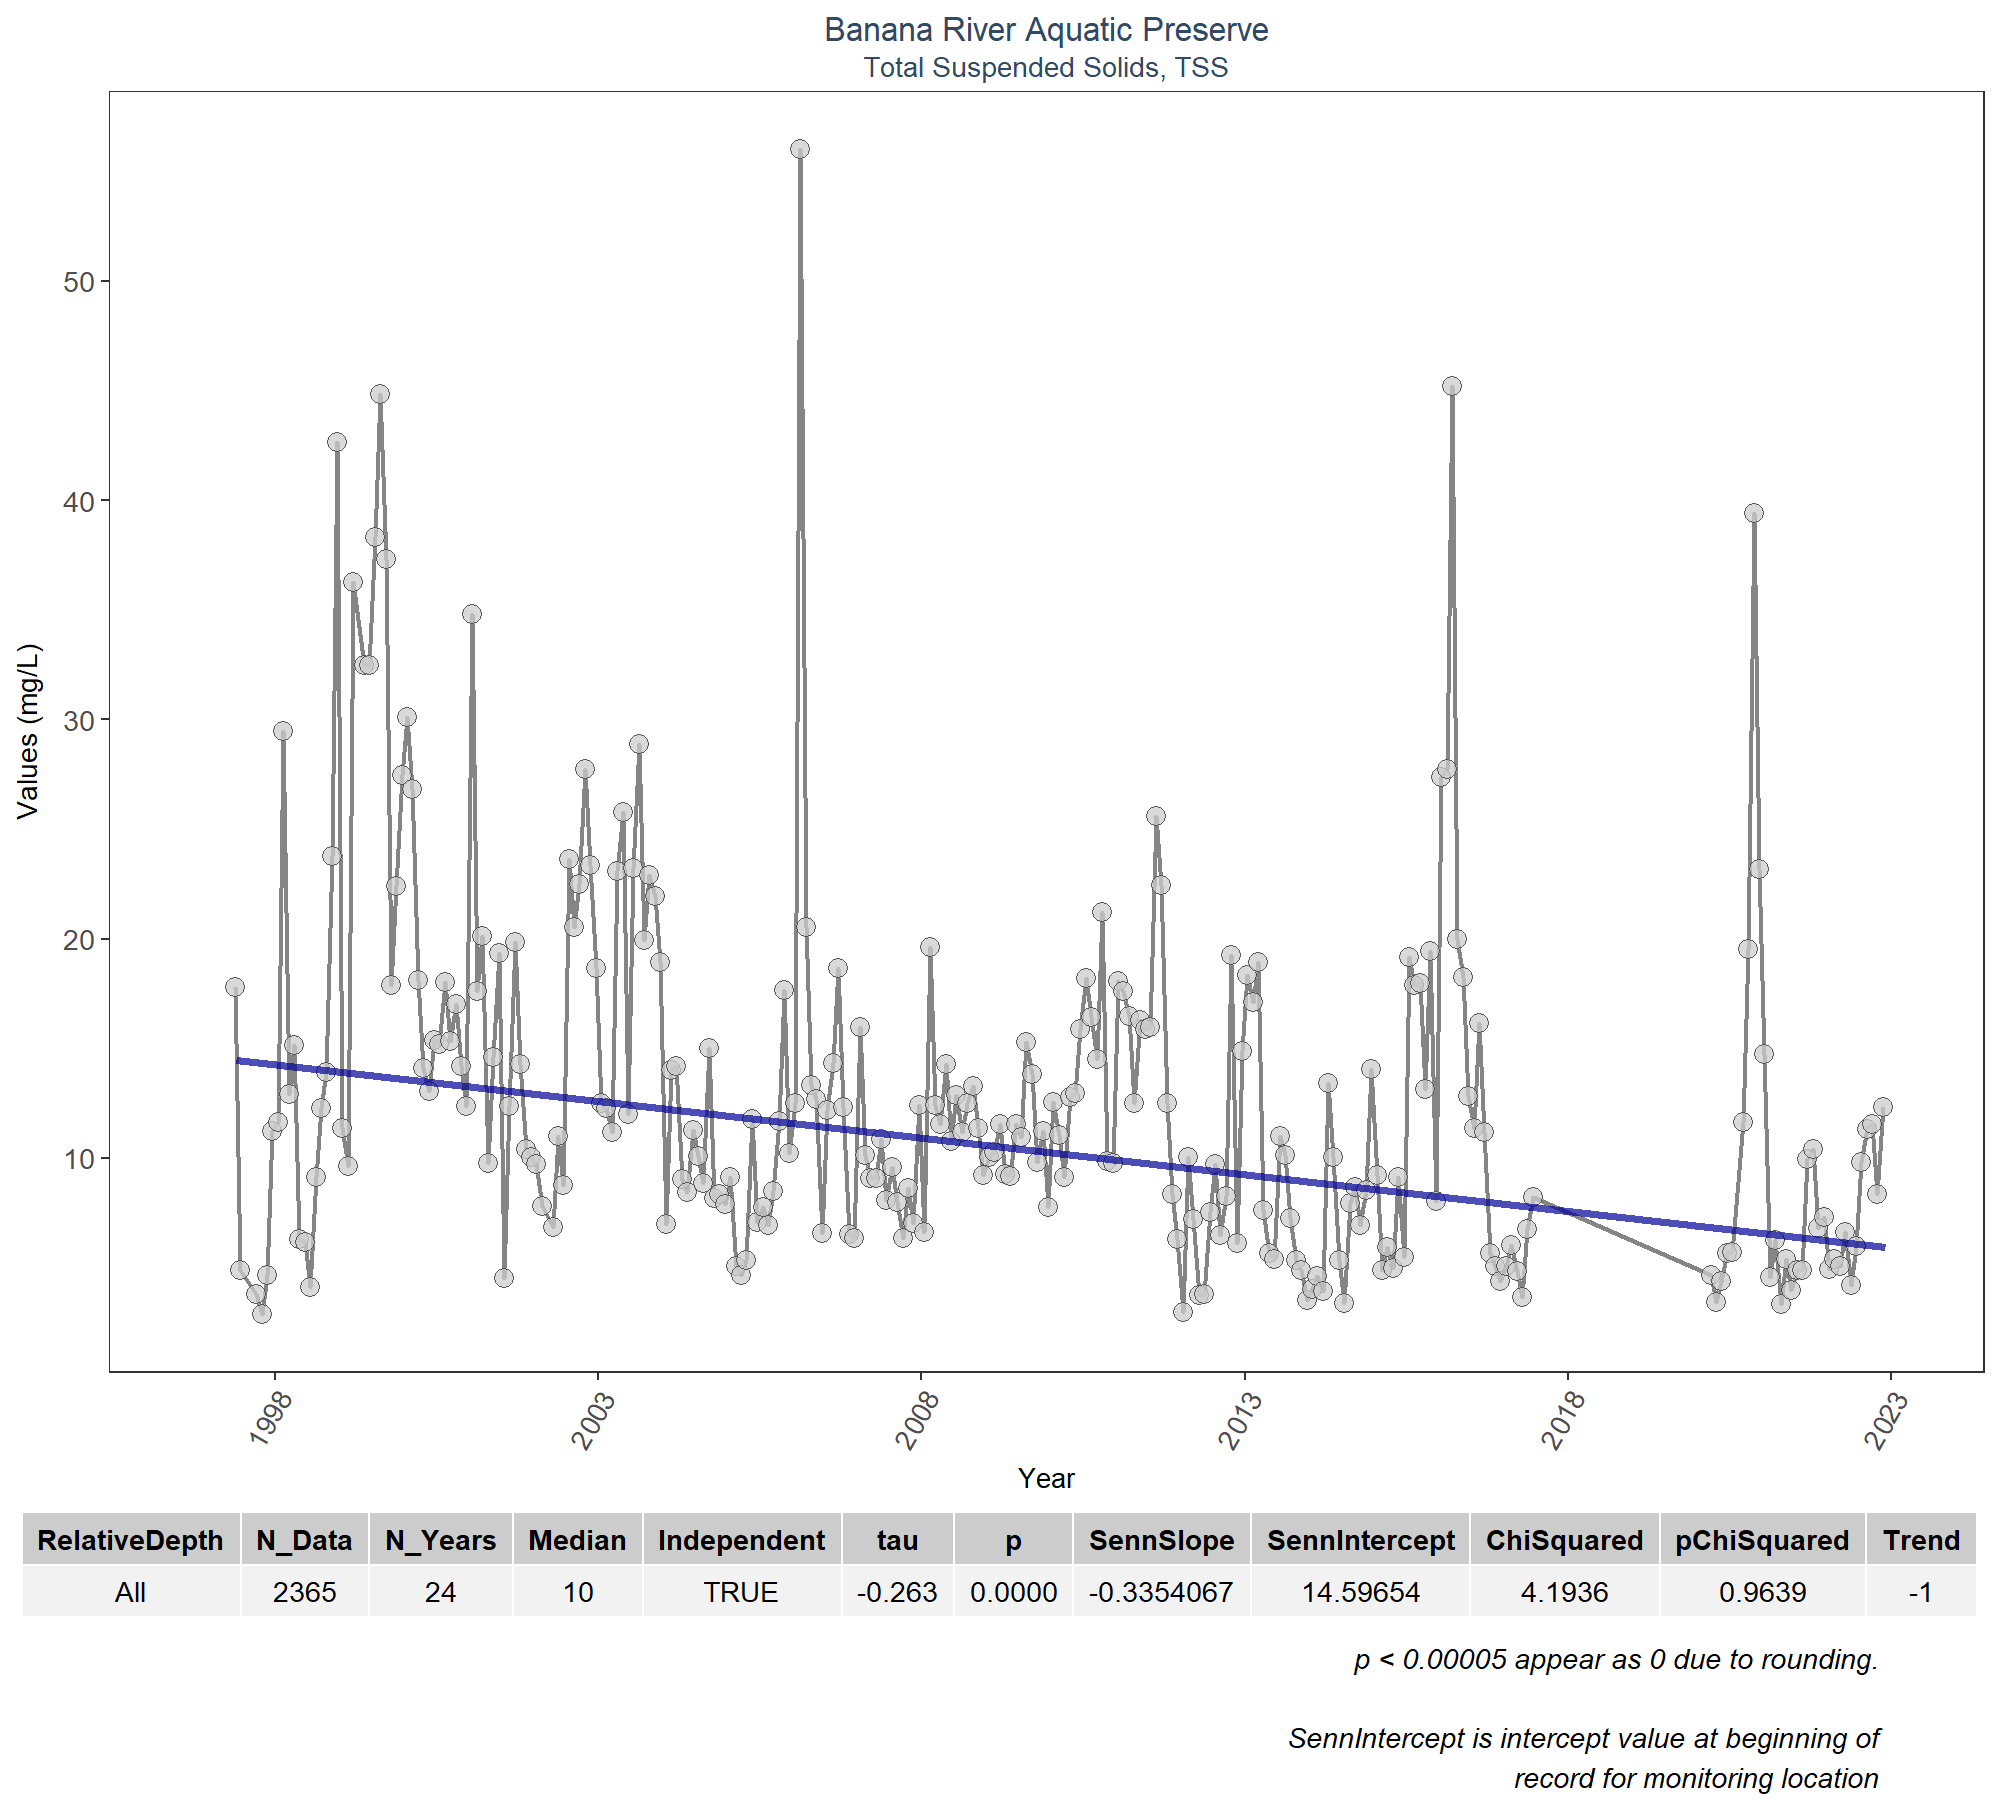 Banana River Aquatic Preserve
Total Suspended Solids, TSS
Values (mg/L)
50
40
30
20
10
1998 2003 2008 2013 2018 2023
Year
RelativeDepth N_Data N_Years Median Independent tau p SennSlope SennIntercept ChiSquared pChiSquared Trend
All 2365 24 10 TRUE -0.263 0.0000 -0.3354067 14.59654 4.1936 0.9639 -1
p < 0.00005 appear as 0 due to rounding.
SennIntercept is intercept value at beginning of
record for monitoring location